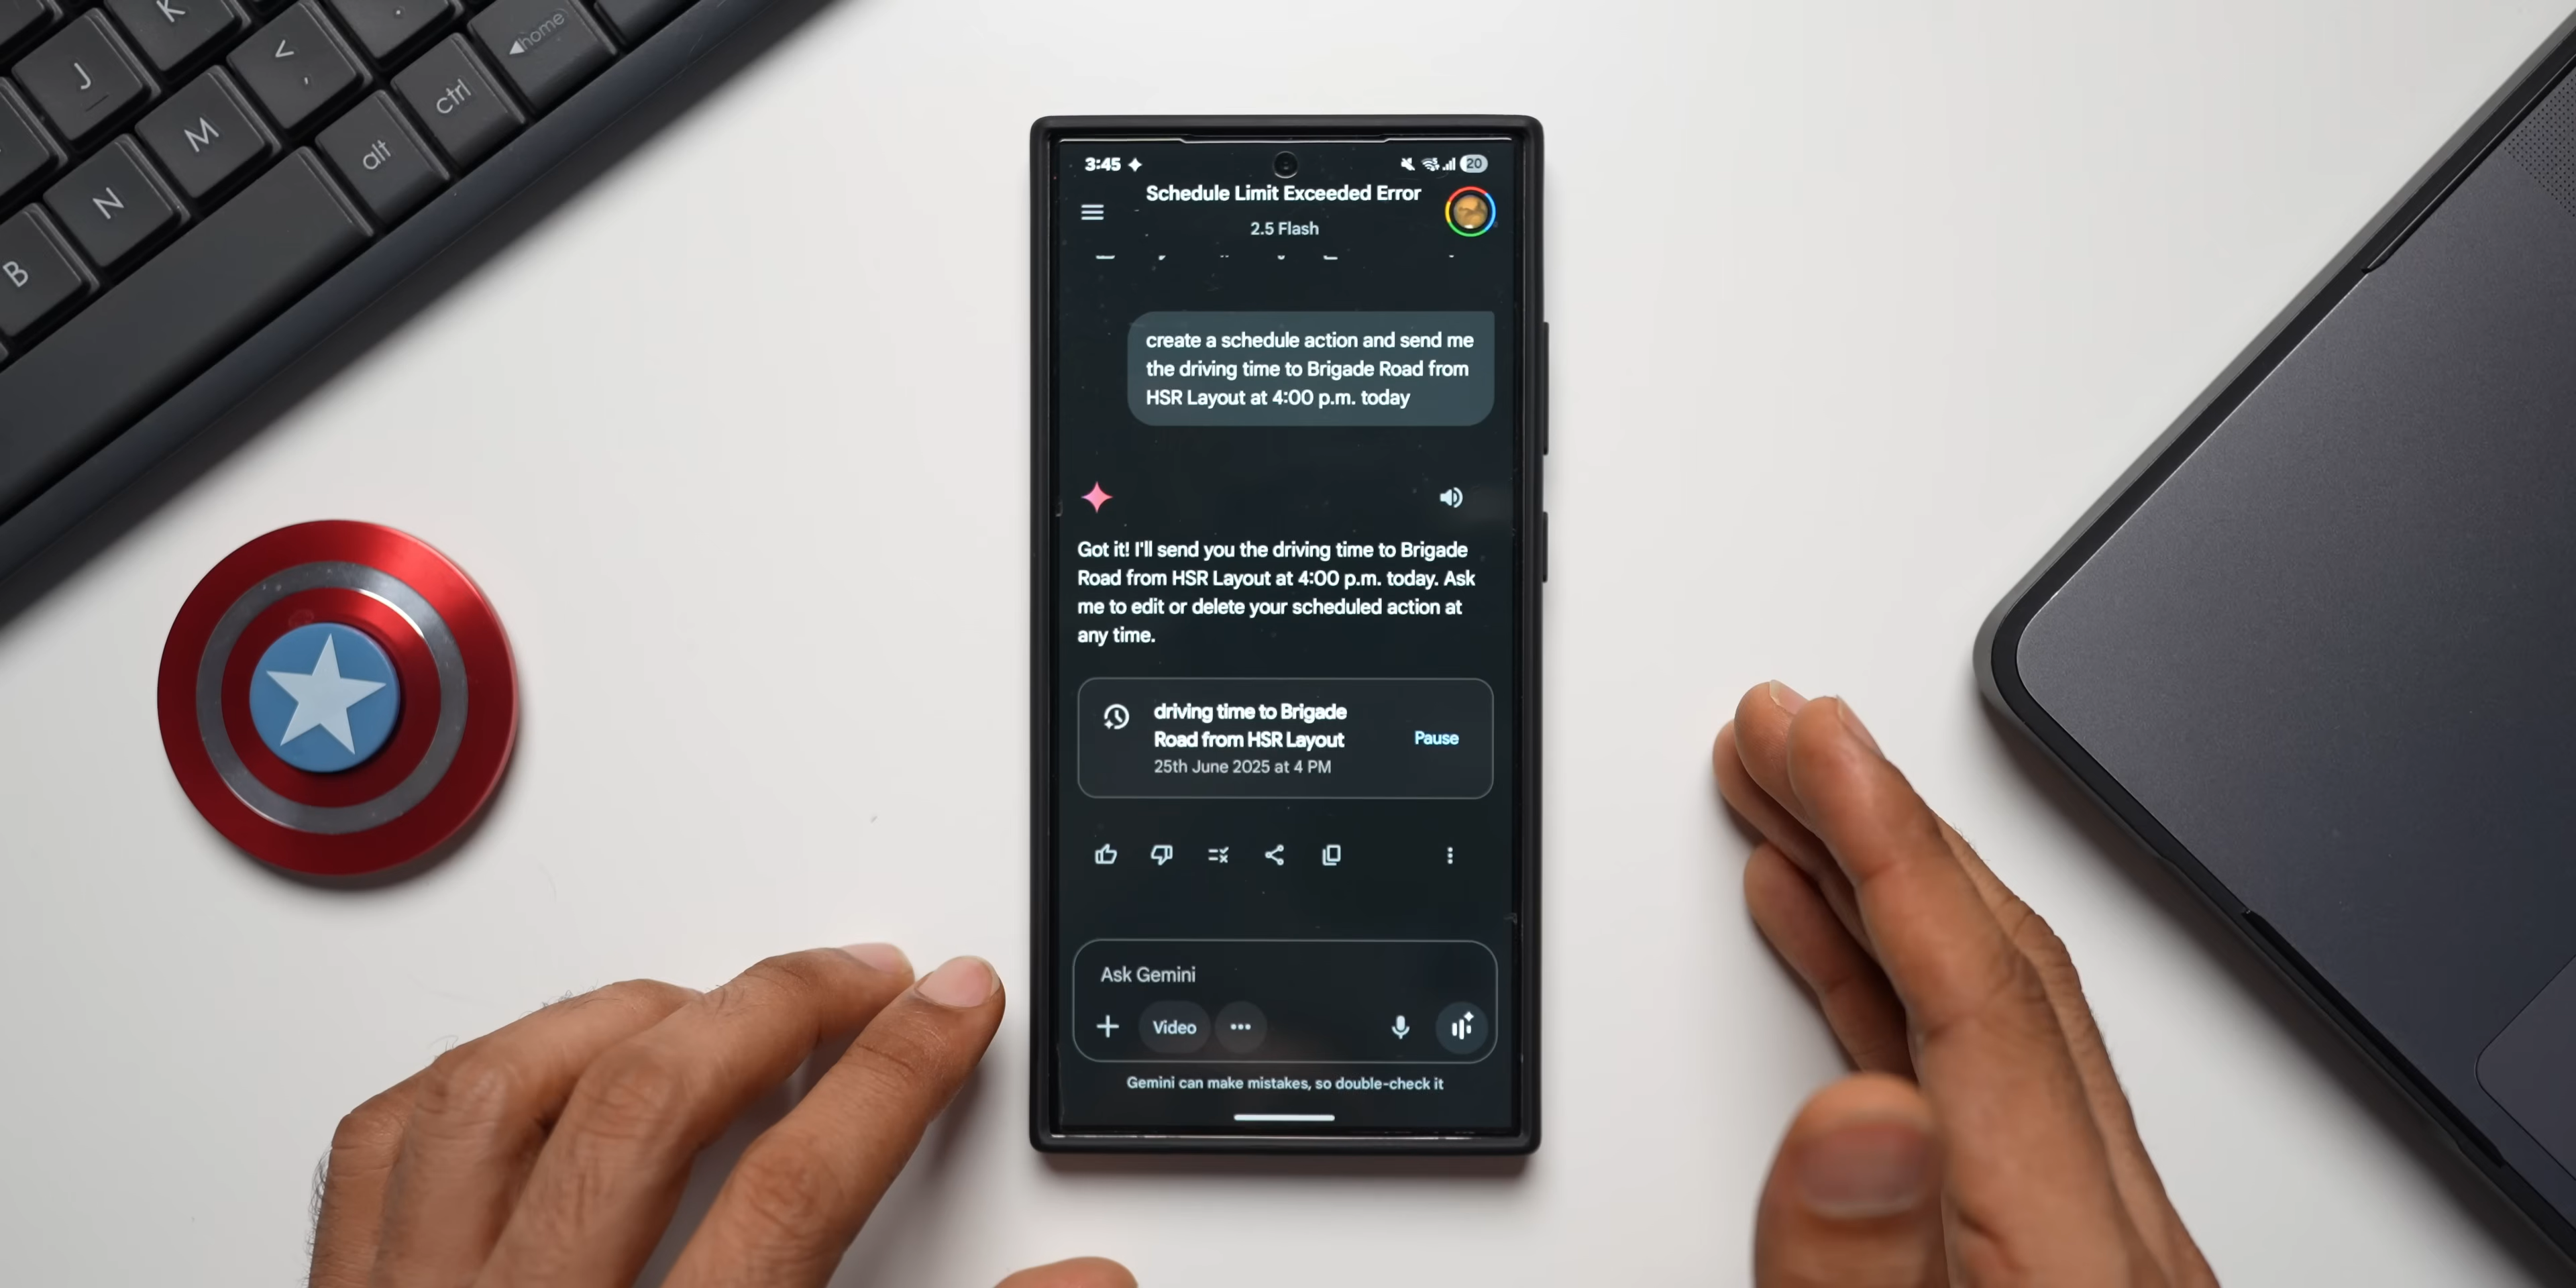 K
home
J
<
,
ctrl
M
alt
N
B
3:45
20
Schedule Limit Exceeded Error
2.5 Flash
create a schedule action and send me
the driving time to Brigade Road from
HSR Layout at 4:00 p.m. today
Got it! I'll send you the driving time to Brigade
Road from HSR Layout at 4:00 p.m. today. Ask
me to edit or delete your scheduled action at
any time.
driving time to Brigade
Road from HSR Layout
Pause
25th June 2025 at 4 PM
Ask Gemini
Video
Gemini can make mistakes, so double-check it